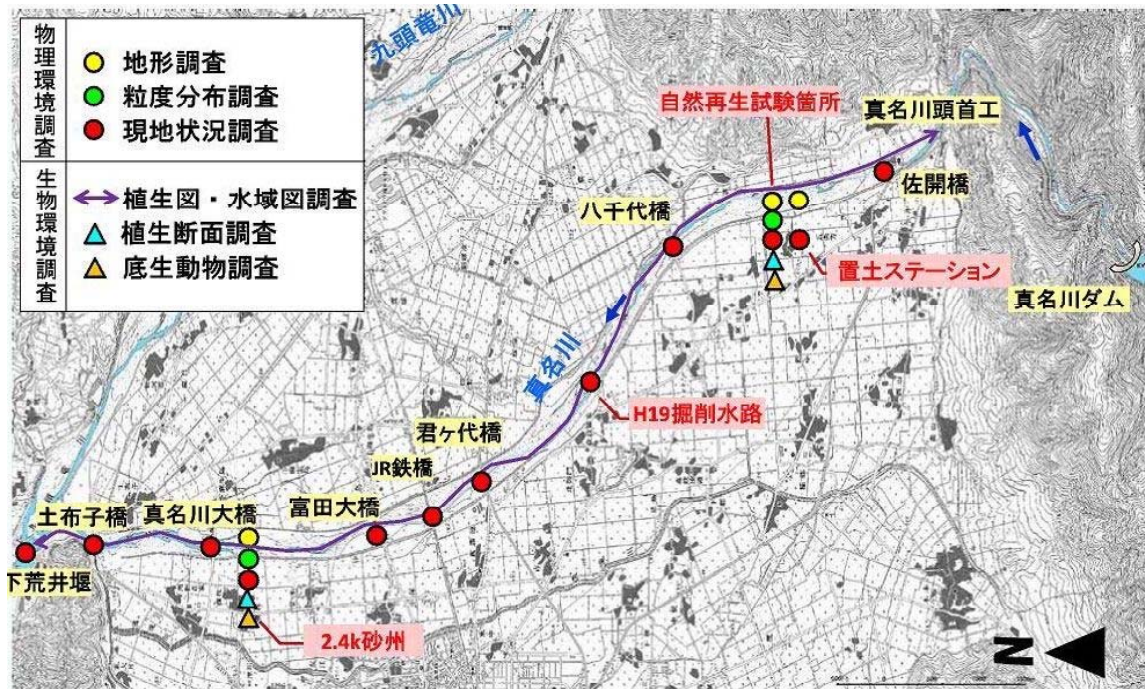 物理環境調査
地形調査
粒度分布調査
現地状況調査
生物環境調査
植生図・水域図調査
植生断面調査
底生動物調査
九頭竜川
自然再生試験箇所
真名川頭首工
佐開橋
八千代橋
置土ステーション
真名川ダム
真名川
H19掘削水路
君ヶ代橋
JR鉄橋
富田大橋
真名川大橋
土布子橋
下荒井堰
2.4k砂州
N